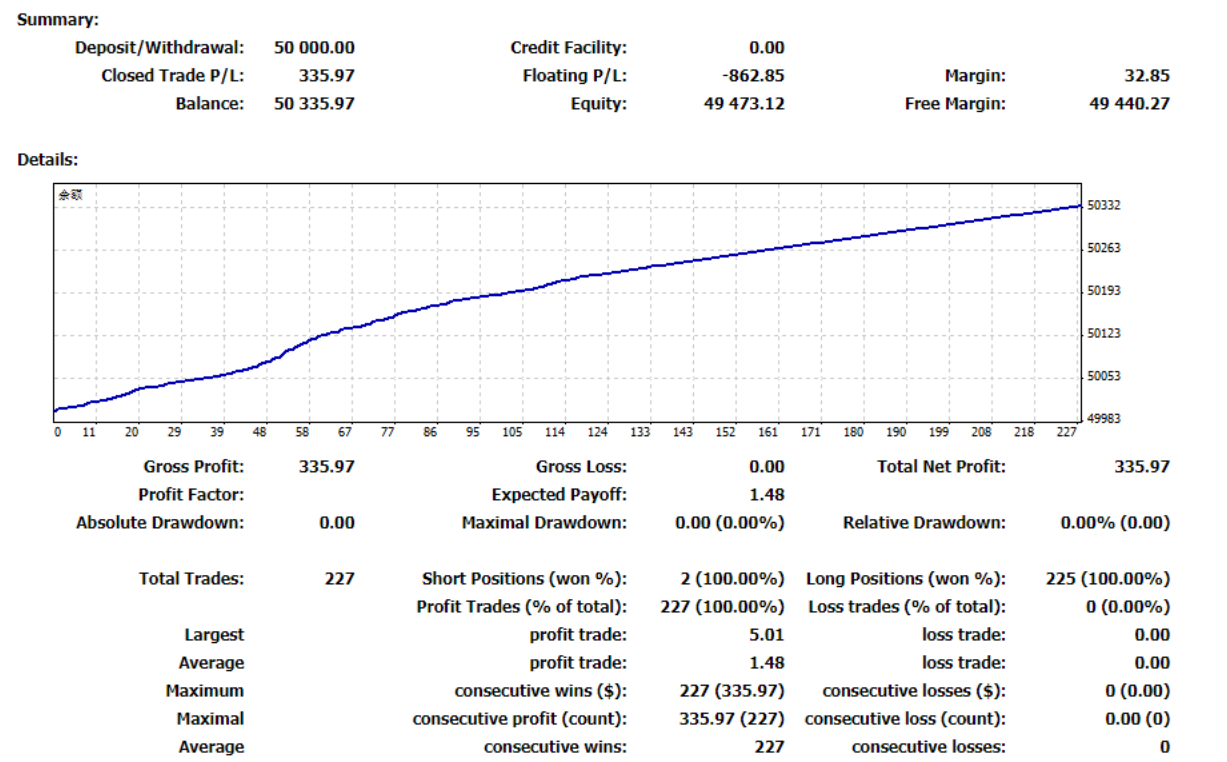 Summary:
Deposit/Withdrawal: 50 000.00 Credit Facility: 0.00
Closed Trade P/L: 335.97 Floating P/L: -862.85 Margin: 32.85
Balance: 50 335.97 Equity: 49 473.12 Free Margin: 49 440.27
Details:
余额
50332
50263
50193
50123
50053
49983
0 11 20 29 39 48 58 67 77 86 95 105 114 124 133 143 152 161 171 180 190 199 208 218 227
Gross Profit: 335.97 Gross Loss: 0.00 Total Net Profit: 335.97
Profit Factor: Expected Payoff: 1.48
Absolute Drawdown: 0.00 Maximal Drawdown: 0.00 (0.00%) Relative Drawdown: 0.00% (0.00)
Total Trades: 227 Short Positions (won %): 2 (100.00%) Long Positions (won %): 225 (100.00%)
Profit Trades (% of total): 227 (100.00%) Loss trades (% of total): 0 (0.00%)
Largest profit trade: 5.01 loss trade: 0.00
Average profit trade: 1.48 loss trade: 0.00
Maximum consecutive wins ($): 227 (335.97) consecutive losses ($): 0 (0.00)
Maximal consecutive profit (count): 335.97 (227) consecutive loss (count): 0.00 (0)
Average consecutive wins: 227 consecutive losses: 0